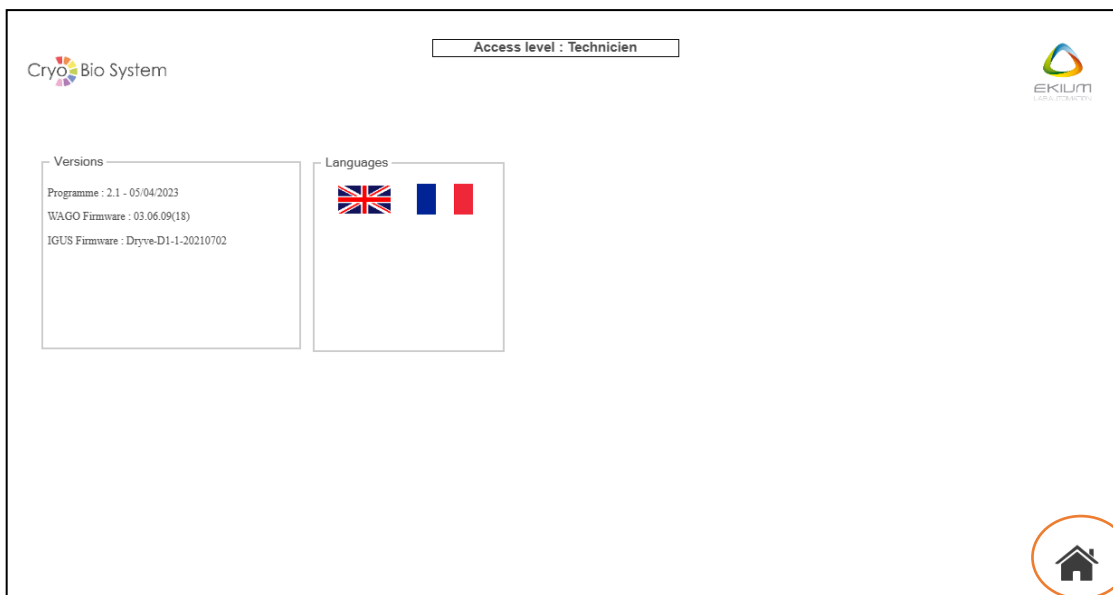 Access level : Technicien
Cryo Bio System
EKIUM
Versions
Programme : 2.1 - 05/04/2023
WAGO Firmware : 03.06.09(18)
IGUS Firmware : Dryve-D1-1-20210702
Languages